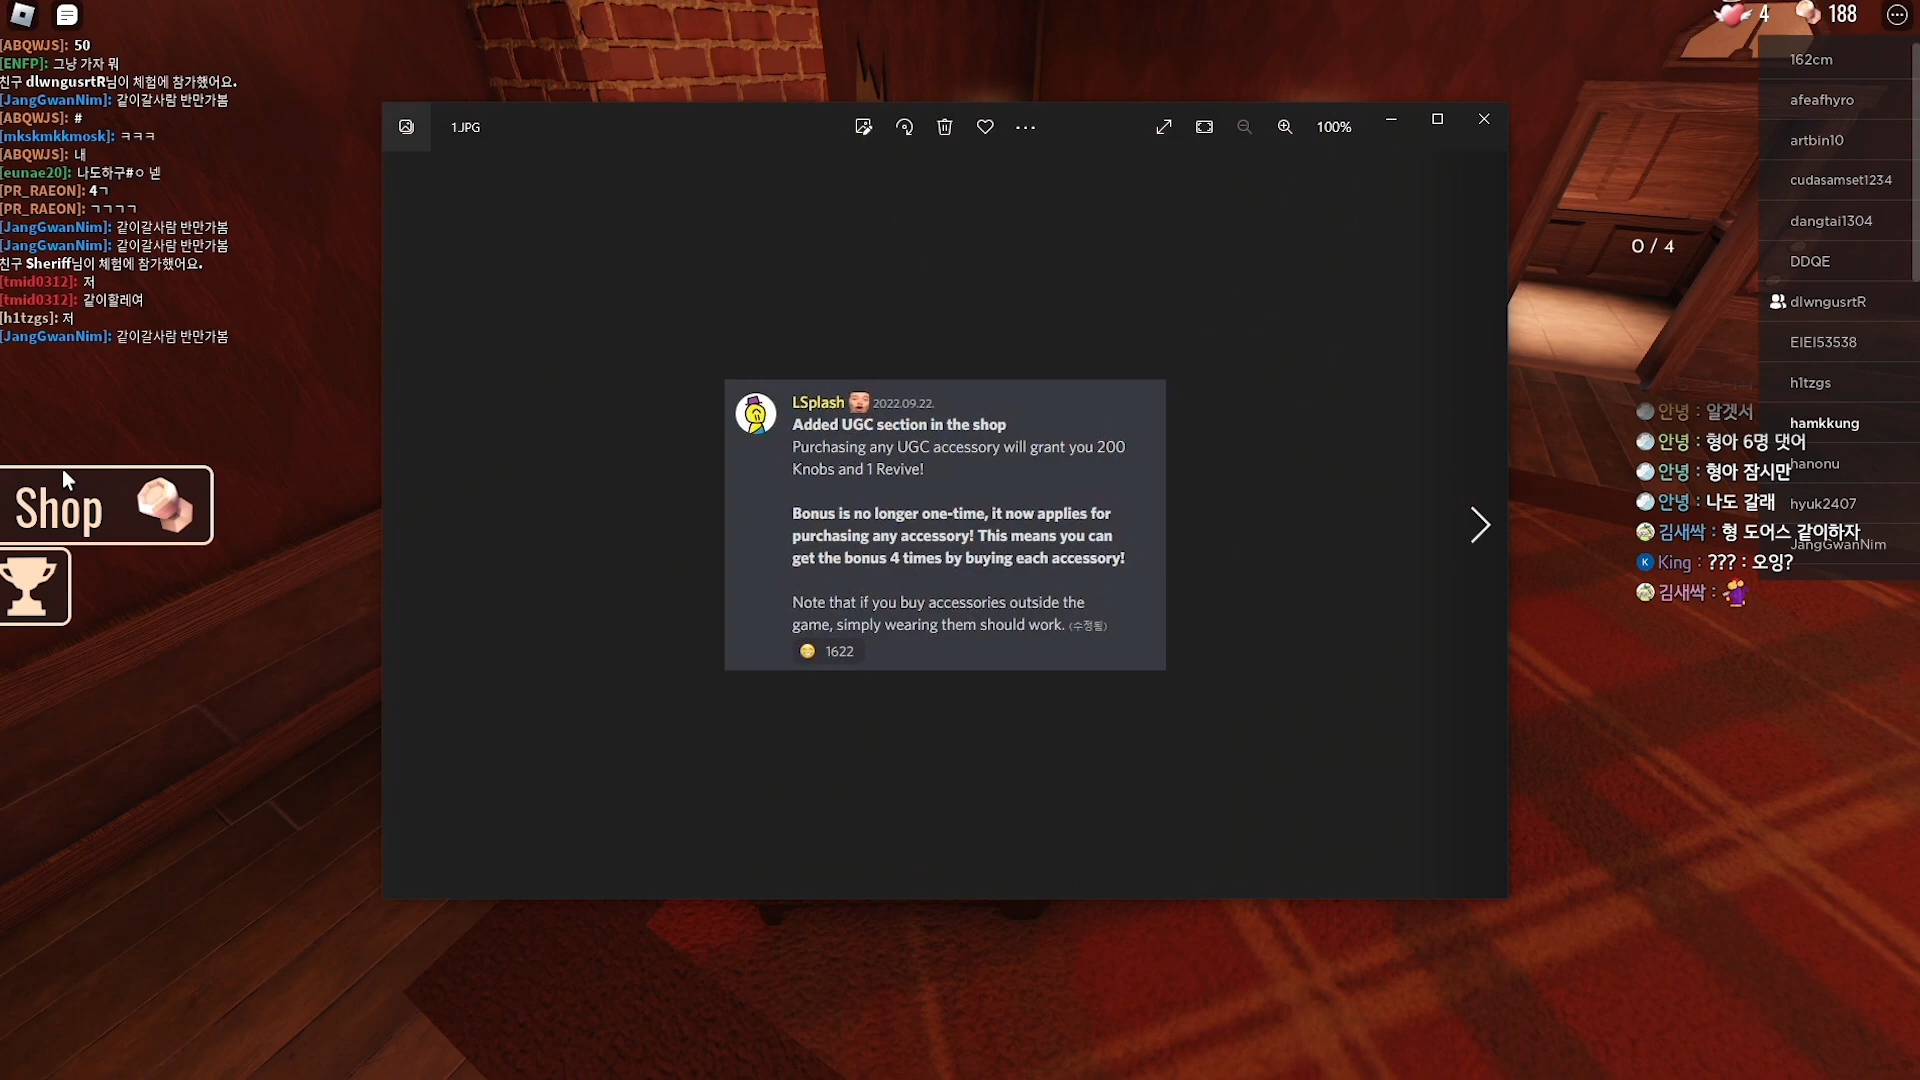 [ABQWJS]: 50
[ENFP]: 그냥 가자 뭐
친구 dlwngusrtR님이 체험에 참가했어요.
[JangGwanNim]: 같이갈사람 반만가봄
[ABQWJS]: #
[mkskmkkmosk]: ㅋㅋㅋ
[ABQWJS]: 내
[eunae20]: 나도하구#ㅇ 넫
[PR_RAEON]: 4ㄱ
[PR_RAEON]: ㄱㄱㄱㄱ
[JangGwanNim]: 같이갈사람 반만가봄
[JangGwanNim]: 같이갈사람 반만가봄
친구 Sheriff님이 체험에 참가했어요.
[tmid0312]: 저
[tmid0312]: 같이할레여
[h1tzgs]: 저
[JangGwanNim]: 같이갈사람 반만가봄
Shop
1.JPG
100%
LSplash 2022.09.22.
Added UGC section in the shop
Purchasing any UGC accessory will grant you 200
Knobs and 1 Revive!
Bonus is no longer one-time, it now applies for
purchasing any accessory! This means you can
get the bonus 4 times by buying each accessory!
Note that if you buy accessories outside the
game, simply wearing them should work. (수정됨)
1622
4 188
0 / 4
162cm
afeafhyro
artbin10
cudasamset1234
dangtai1304
DDQE
dlwngusrtR
EIEI53538
h1tzgs
hamkkung
hanonu
hyuk2407
JangGwanNim
안녕 : 알겟서
안녕 : 형아 6명 댓어
안녕 : 형아 잠시만
안녕 : 나도 갈래
김새싹 : 형 도어스 같이하자
K King : ??? : 오잉?
김새싹 :